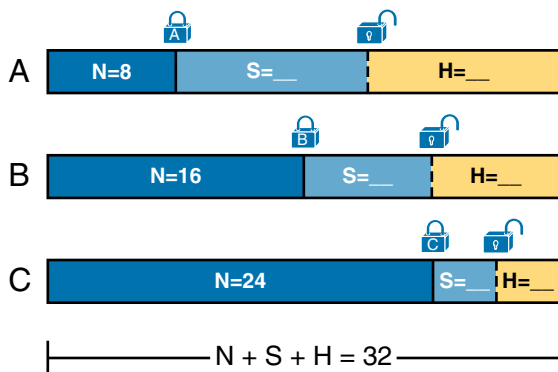 A
A N=8 S=__ H=__
B
B N=16 S=__ H=__
C
C N=24 S=__ H=__
N + S + H = 32